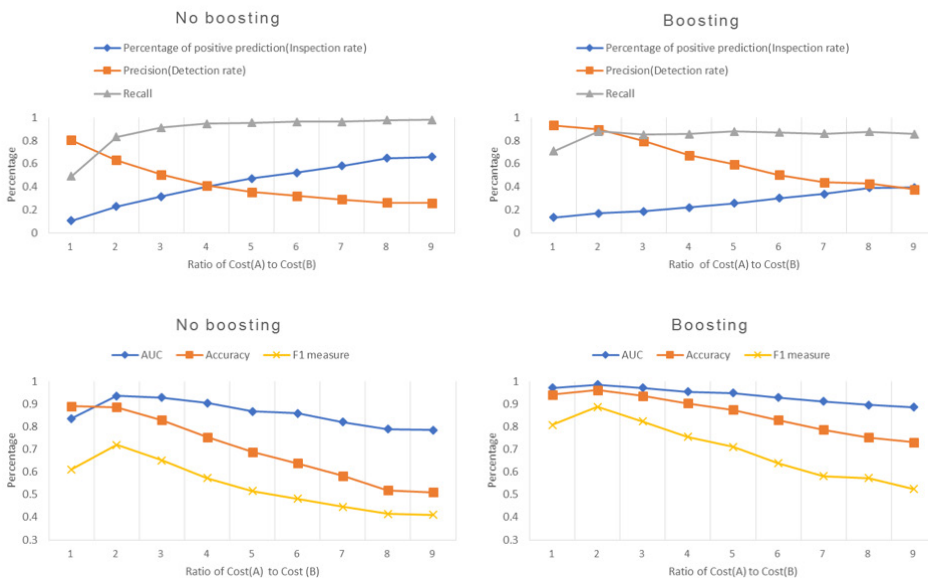 No boosting
Percentage of positive prediction(Inspection rate)
Precision(Detection rate)
Recall
Percentage
1
0.8
0.6
0.4
0.2
0
1 2 3 4 5 6 7 8 9
Ratio of Cost(A) to Cost(B)
Boosting
Percentage of positive prediction(Inspection rate)
Precision(Detection rate)
Recall
Percentage
1
0.8
0.6
0.4
0.2
0
1 2 3 4 5 6 7 8 9
Ratio of Cost(A) to Cost(B)
No boosting
AUC Accuracy F1 measure
Percentage
1
0.9
0.8
0.7
0.6
0.5
0.4
0.3
1 2 3 4 5 6 7 8 9
Ratio of Cost(A) to Cost (B)
Boosting
AUC Accuracy F1 measure
Percentage
1
0.9
0.8
0.7
0.6
0.5
0.4
0.3
1 2 3 4 5 6 7 8 9
Ratio of Cost(A) to Cost(B)